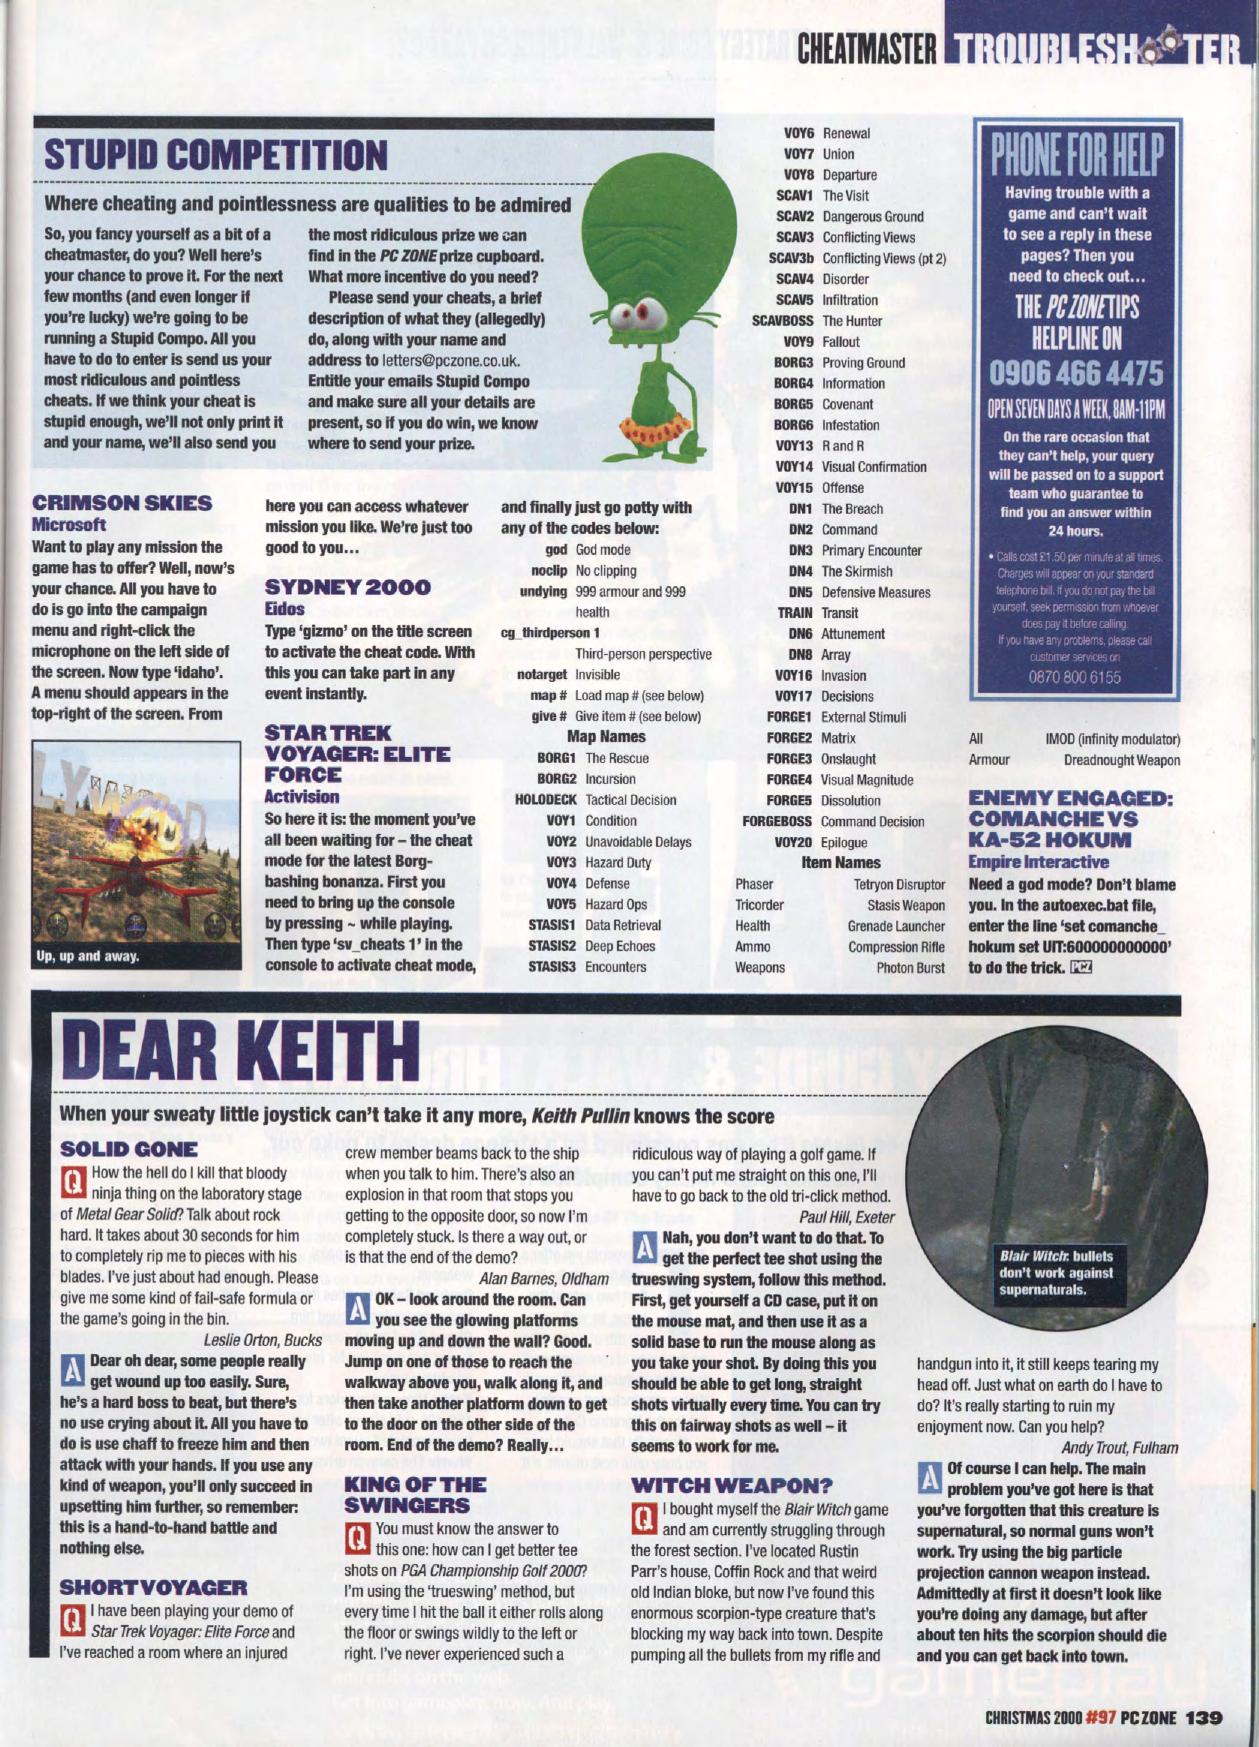 CHEATMASTER TROUBLESHOOTER
STUPID COMPETITION
Where cheating and pointlessness are qualities to be admired
So, you fancy yourself as a bit of a
cheatmaster, do you? Well here's
your chance to prove it. For the next
few months (and even longer if
you're lucky) we're going to be
running a Stupid Compo. All you
have to do to enter is send us your
most ridiculous and pointless
cheats. If we think your cheat is
stupid enough, we'll not only print it
and your name, we'll also send you
the most ridiculous prize we can
find in the PC ZONE prize cupboard.
What more incentive do you need?
Please send your cheats, a brief
description of what they (allegedly)
do, along with your name and
address to letters@pczone.co.uk.
Entitle your emails Stupid Compo
and make sure all your details are
present, so if you do win, we know
where to send your prize.
CRIMSON SKIES
Microsoft
Want to play any mission the
game has to offer? Well, now's
your chance. All you have to
do is go into the campaign
menu and right-click the
microphone on the left side of
the screen. Now type 'idaho'.
A menu should appears in the
top-right of the screen. From
LYWOOD
Up, up and away.
here you can access whatever
mission you like. We're just too
good to you...
SYDNEY 2000
Eidos
Type 'gizmo' on the title screen
to activate the cheat code. With
this you can take part in any
event instantly.
STAR TREK
VOYAGER: ELITE
FORCE
Activision
So here it is: the moment you've
all been waiting for – the cheat
mode for the latest Borg-
bashing bonanza. First you
need to bring up the console
by pressing ~ while playing.
Then type 'sv_cheats 1' in the
console to activate cheat mode,
and finally just go potty with
any of the codes below:
god God mode
noclip No clipping
undying 999 armour and 999
health
cg_thirdperson 1
Third-person perspective
notarget Invisible
map # Load map # (see below)
give # Give item # (see below)
Map Names
BORG1 The Rescue
BORG2 Incursion
HOLODECK Tactical Decision
VOY1 Condition
VOY2 Unavoidable Delays
VOY3 Hazard Duty
VOY4 Defense
VOY5 Hazard Ops
STASIS1 Data Retrieval
STASIS2 Deep Echoes
STASIS3 Encounters
VOY6 Renewal
VOY7 Union
VOY8 Departure
SCAV1 The Visit
SCAV2 Dangerous Ground
SCAV3 Conflicting Views
SCAV3b Conflicting Views (pt 2)
SCAV4 Disorder
SCAV5 Infiltration
SCAVBOSS The Hunter
VOY9 Fallout
BORG3 Proving Ground
BORG4 Information
BORG5 Covenant
BORG6 Infestation
VOY13 R and R
VOY14 Visual Confirmation
VOY15 Offense
DN1 The Breach
DN2 Command
DN3 Primary Encounter
DN4 The Skirmish
DN5 Defensive Measures
TRAIN Transit
DN6 Attunement
DN8 Array
VOY16 Invasion
VOY17 Decisions
FORGE1 External Stimuli
FORGE2 Matrix
FORGE3 Onslaught
FORGE4 Visual Magnitude
FORGE5 Dissolution
FORGEBOSS Command Decision
VOY20 Epilogue
Item Names
Phaser Tetryon Disruptor
Tricorder Stasis Weapon
Health Grenade Launcher
Ammo Compression Rifle
Weapons Photon Burst
PHONE FOR HELP
Having trouble with a
game and can't wait
to see a reply in these
pages? Then you
need to check out...
THE PC ZONE TIPS
HELPLINE ON
0906 466 4475
OPEN SEVEN DAYS A WEEK, 8AM-11PM
On the rare occasion that
they can't help, your query
will be passed on to a support
team who guarantee to
find you an answer within
24 hours.
• Calls cost £1.50 per minute at all times.
Charges will appear on your standard
telephone bill. If you do not pay the bill
yourself, seek permission from whoever
does pay it before calling.
If you have any problems, please call
customer services on
0870 800 6155
All IMOD (infinity modulator)
Armour Dreadnought Weapon
ENEMY ENGAGED:
COMANCHE VS
KA-52 HOKUM
Empire Interactive
Need a god mode? Don't blame
you. In the autoexec.bat file,
enter the line 'set comanche_
hokum set UIT:600000000000'
to do the trick. PCZ
DEAR KEITH
When your sweaty little joystick can't take it any more, Keith Pullin knows the score
SOLID GONE
Q How the hell do I kill that bloody
ninja thing on the laboratory stage
of Metal Gear Solid? Talk about rock
hard. It takes about 30 seconds for him
to completely rip me to pieces with his
blades. I've just about had enough. Please
give me some kind of fail-safe formula or
the game's going in the bin.
Leslie Orton, Bucks
A Dear oh dear, some people really
get wound up too easily. Sure,
he's a hard boss to beat, but there's
no use crying about it. All you have to
do is use chaff to freeze him and then
attack with your hands. If you use any
kind of weapon, you'll only succeed in
upsetting him further, so remember:
this is a hand-to-hand battle and
nothing else.
SHORT VOYAGER
Q I have been playing your demo of
Star Trek Voyager: Elite Force and
I've reached a room where an injured
crew member beams back to the ship
when you talk to him. There's also an
explosion in that room that stops you
getting to the opposite door, so now I'm
completely stuck. Is there a way out, or
is that the end of the demo?
Alan Barnes, Oldham
A OK – look around the room. Can
you see the glowing platforms
moving up and down the wall? Good.
Jump on one of those to reach the
walkway above you, walk along it, and
then take another platform down to get
to the door on the other side of the
room. End of the demo? Really...
KING OF THE
SWINGERS
Q You must know the answer to
this one: how can I get better tee
shots on PGA Championship Golf 2000?
I'm using the 'trueswing' method, but
every time I hit the ball it either rolls along
the floor or swings wildly to the left or
right. I've never experienced such a
ridiculous way of playing a golf game. If
you can't put me straight on this one, I'll
have to go back to the old tri-click method.
Paul Hill, Exeter
A Nah, you don't want to do that. To
get the perfect tee shot using the
trueswing system, follow this method.
First, get yourself a CD case, put it on
the mouse mat, and then use it as a
solid base to run the mouse along as
you take your shot. By doing this you
should be able to get long, straight
shots virtually every time. You can try
this on fairway shots as well – it
seems to work for me.
WITCH WEAPON?
Q I bought myself the Blair Witch game
and am currently struggling through
the forest section. I've located Rustin
Parr's house, Coffin Rock and that weird
old Indian bloke, but now I've found this
enormous scorpion-type creature that's
blocking my way back into town. Despite
pumping all the bullets from my rifle and
Blair Witch: bullets
don't work against
supernaturals.
handgun into it, it still keeps tearing my
head off. Just what on earth do I have to
do? It's really starting to ruin my
enjoyment now. Can you help?
Andy Trout, Fulham
A Of course I can help. The main
problem you've got here is that
you've forgotten that this creature is
supernatural, so normal guns won't
work. Try using the big particle
projection cannon weapon instead.
Admittedly at first it doesn't look like
you're doing any damage, but after
about ten hits the scorpion should die
and you can get back into town.
CHRISTMAS 2000 #97 PC ZONE 139